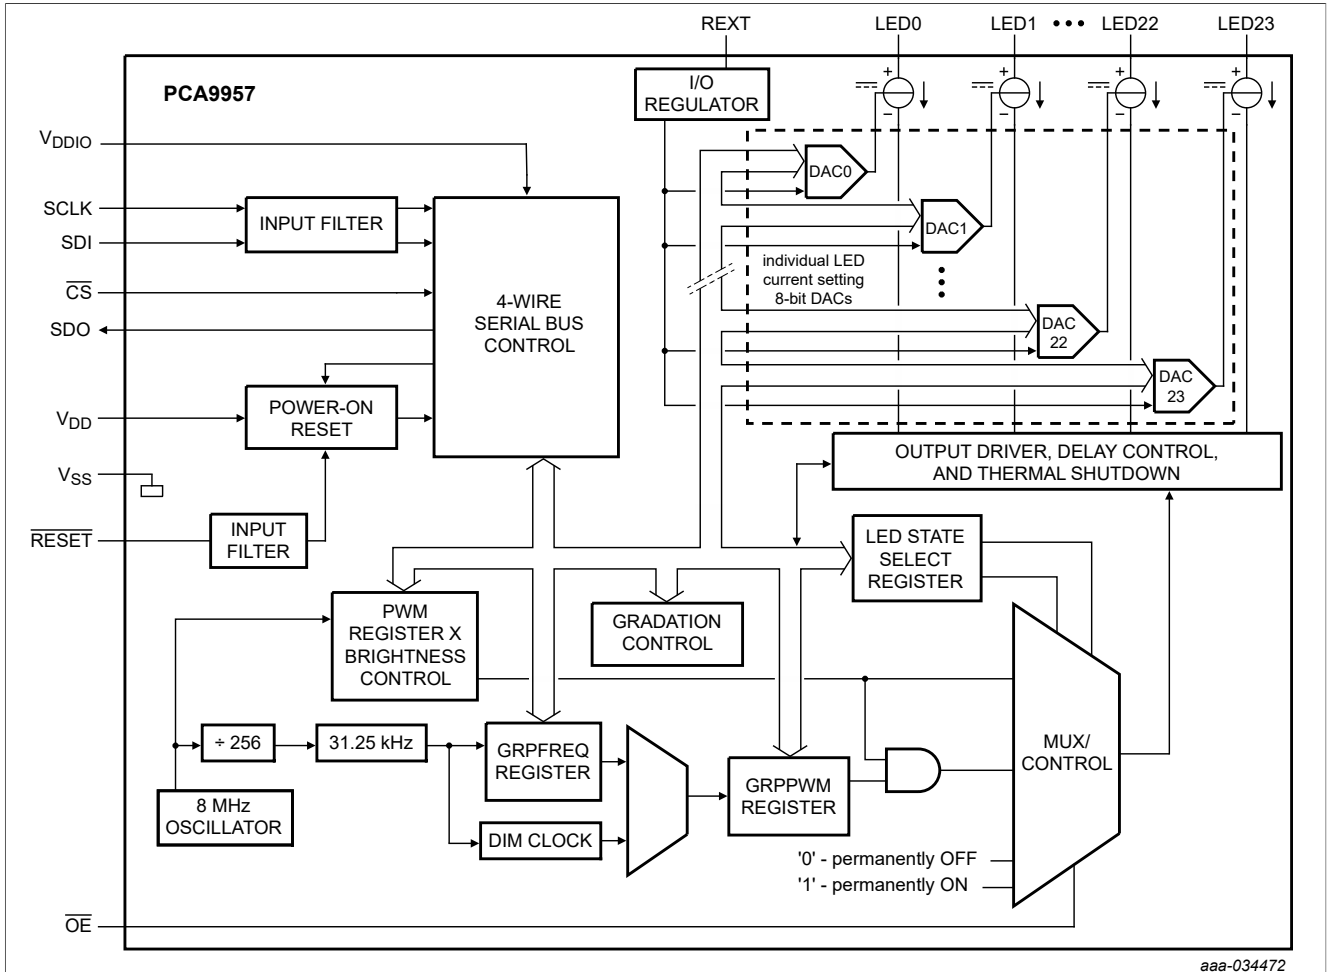 REXT
LED0
LED1
LED22
LED23
PCA9957
I/O
REGULATOR
+
+
+
+
−
−
−
−
VDDIO
SCLK
SDI
CS
SDO
VDD
VSS
RESET
INPUT FILTER
4-WIRE
SERIAL BUS
CONTROL
POWER-ON
RESET
INPUT
FILTER
DAC0
DAC1
individual LED
current setting
8-bit DACs
DAC
22
DAC
23
OUTPUT DRIVER, DELAY CONTROL,
AND THERMAL SHUTDOWN
LED STATE
SELECT
REGISTER
PWM
REGISTER X
BRIGHTNESS
CONTROL
GRADATION
CONTROL
÷ 256
31.25 kHz
GRPFREQ
REGISTER
MUX/
CONTROL
GRPPWM
REGISTER
8 MHz
OSCILLATOR
DIM CLOCK
'0' - permanently OFF
'1' - permanently ON
OE
aaa-034472